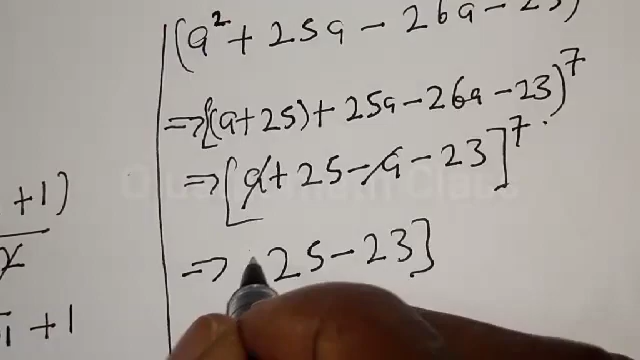 (a² + 25a - 26a - 23)
=> [(a+25) + 25a - 26a - 23)⁷
=> [a + 25 - a - 23]⁷
=> 25 - 23]
+1)
+1